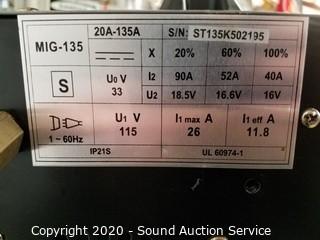 MIG-135
20A-135A
S/N: ST135K502195
X 20% 60% 100%
S
U0 V
33
I2 90A 52A 40A
U2 18.5V 16.6V 16V
1 ~ 60Hz
U1 V
115
I1 max A
26
I1 eff A
11.8
IP21S
UL 60974-1
Copyright 2020 - Sound Auction Service